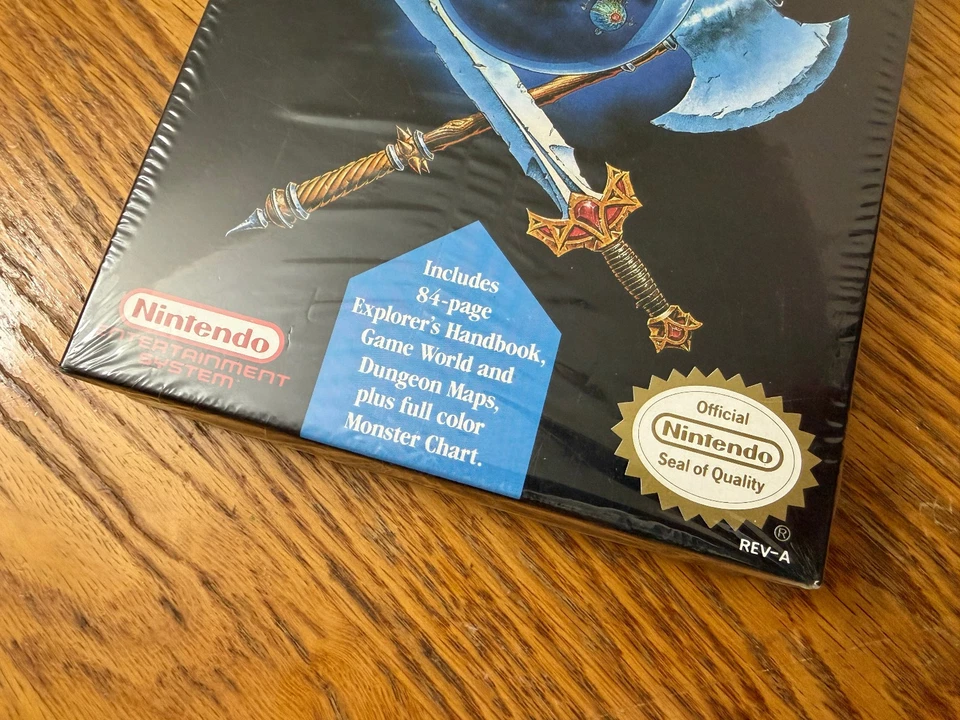 Includes
84-page
Explorer's Handbook,
Game World and
Dungeon Maps,
plus full color
Monster Chart.
Nintendo
ENTERTAINMENT
SYSTEM
Official
Nintendo
Seal of Quality
®
REV-A